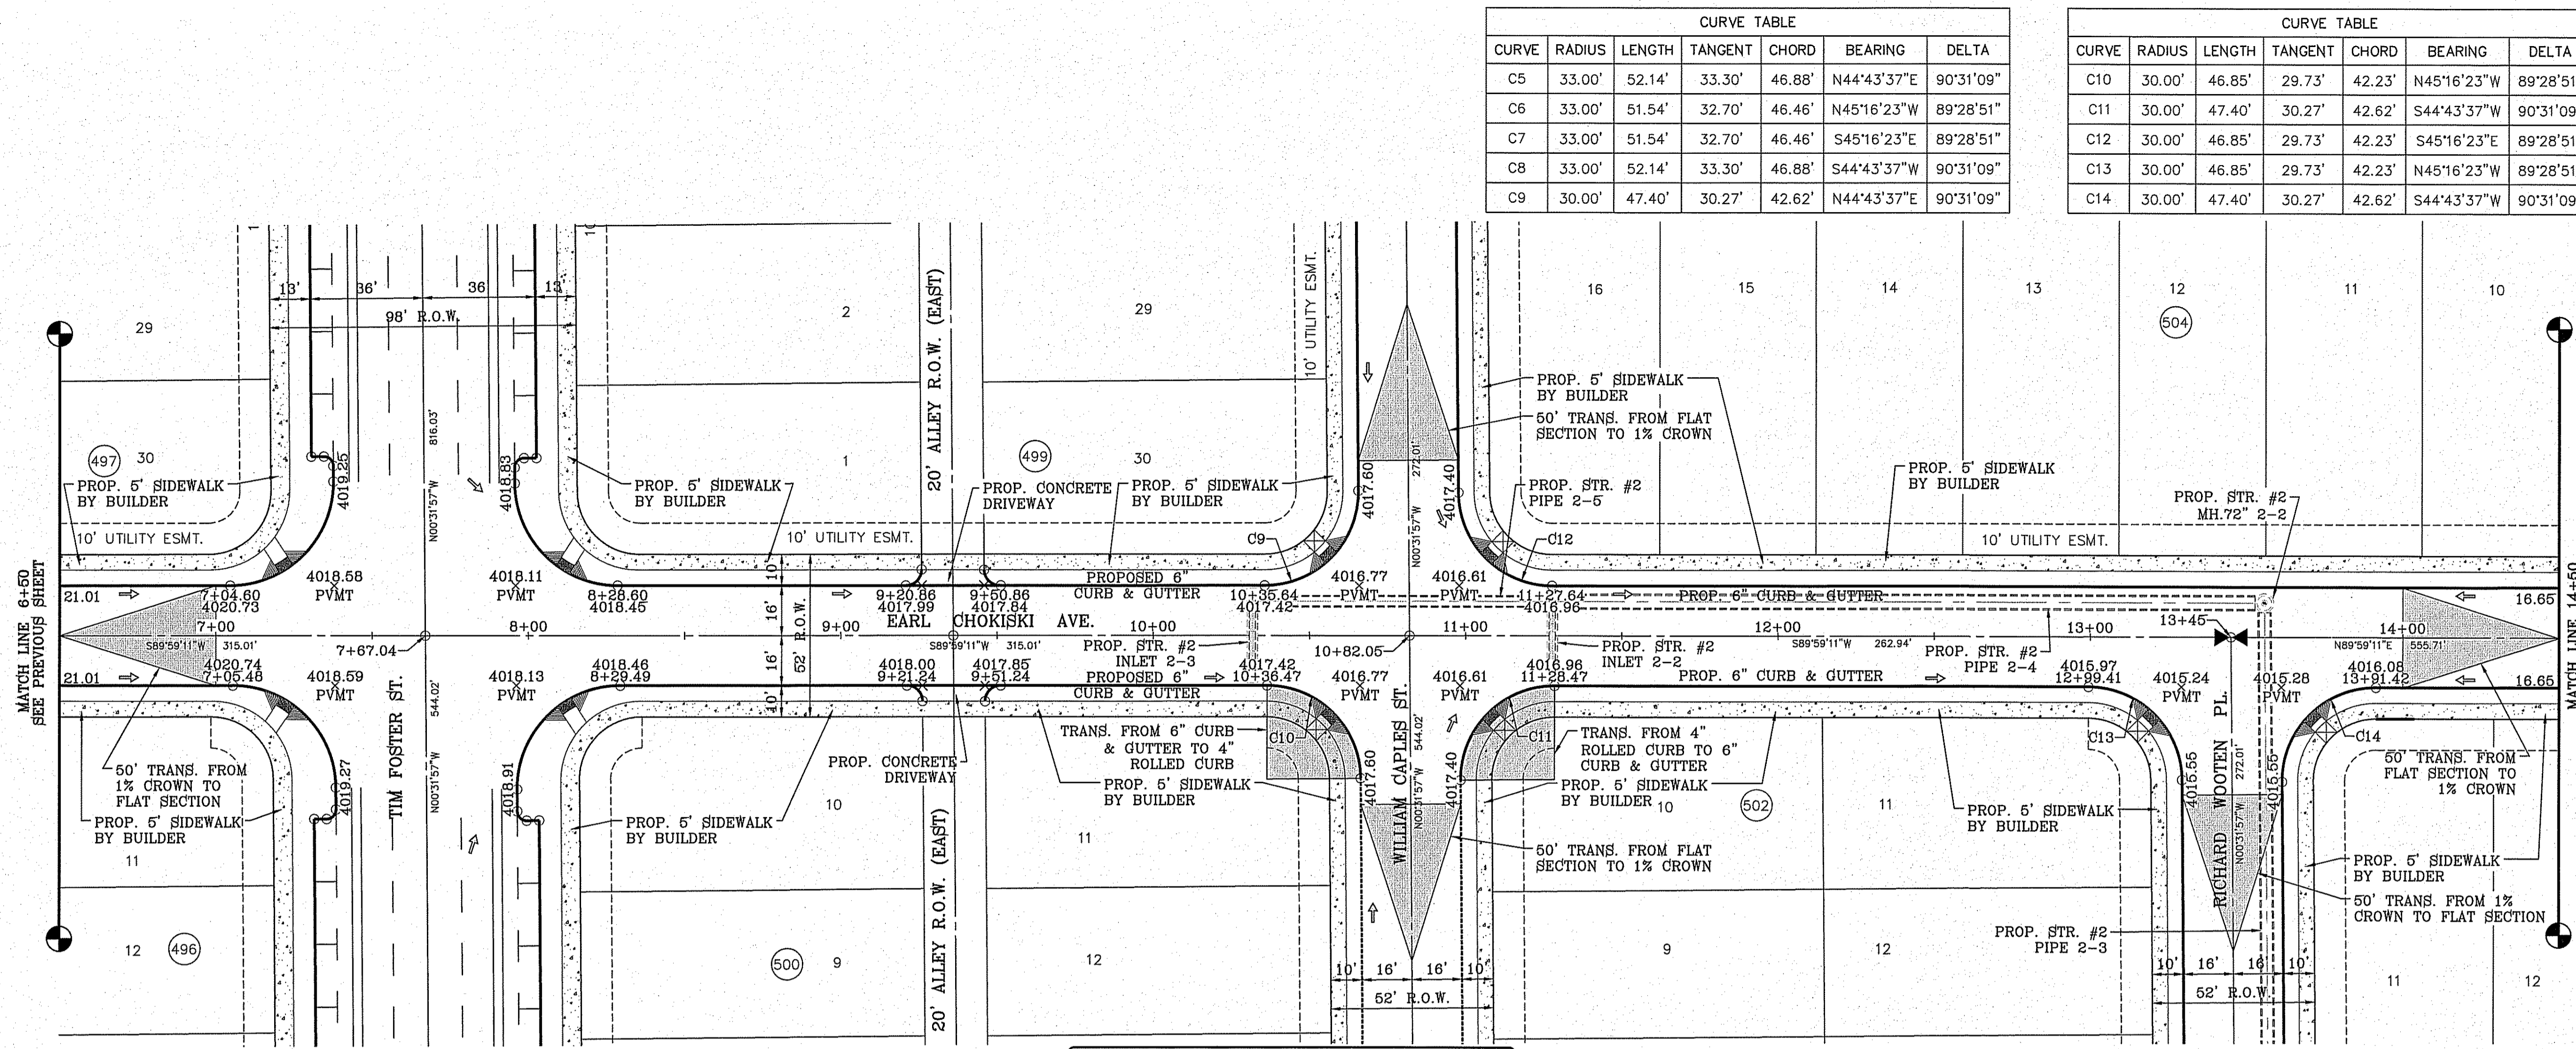 CURVE TABLE
CURVE RADIUS LENGTH TANGENT CHORD BEARING DELTA
C5 33.00' 52.14' 33.30' 46.88' N44°43'37"E 90°31'09"
C6 33.00' 51.54' 32.70' 46.46' N45°16'23"W 89°28'51"
C7 33.00' 51.54' 32.70' 46.46' S45°16'23"E 89°28'51"
C8 33.00' 52.14' 33.30' 46.88' S44°43'37"W 90°31'09"
C9 30.00' 47.40' 30.27' 42.62' N44°43'37"E 90°31'09"
CURVE TABLE
CURVE RADIUS LENGTH TANGENT CHORD BEARING DELTA
C10 30.00' 46.85' 29.73' 42.23' N45°16'23"W 89°28'51
C11 30.00' 47.40' 30.27' 42.62' S44°43'37"W 90°31'09
C12 30.00' 46.85' 29.73' 42.23' S45°16'23"E 89°28'51
C13 30.00' 46.85' 29.73' 42.23' N45°16'23"W 89°28'51
C14 30.00' 47.40' 30.27' 42.62' S44°43'37"W 90°31'09
13' 36' 36 13'
98' R.O.W.
29
2
29
16
15
14
13
12
11
10
504
497
30
1
499
30
816.03'
N00°31'57"W
4019.25
4018.83
20' ALLEY R.O.W. (EAST)
10' UTILITY ESMT.
272.01'
N00°31'57"W
4017.60
4017.40
PROP. 5' SIDEWALK
BY BUILDER
PROP. 5' SIDEWALK
BY BUILDER
PROP. CONCRETE
DRIVEWAY
PROP. 5' SIDEWALK
BY BUILDER
PROP. 5' SIDEWALK
BY BUILDER
50' TRANS. FROM FLAT
SECTION TO 1% CROWN
PROP. STR. #2
PIPE 2-5
PROP. 5' SIDEWALK
BY BUILDER
PROP. STR. #2
MH.72" 2-2
10' UTILITY ESMT.
10' UTILITY ESMT.
10' UTILITY ESMT.
C9
C12
MATCH LINE 6+50
SEE PREVIOUS SHEET
MATCH LINE 14+50
21.01
7+04.60
4020.73
4018.58
PVMT
4018.11
PVMT
8+28.60
4018.45
10'
16'
52' R.O.W.
16'
10'
9+20.86
4017.99
9+50.86
4017.84
PROPOSED 6"
CURB & GUTTER
10+35.64
4017.42
4016.77
PVMT
4016.61
PVMT
11+27.64
4016.96
PROP. 6" CURB & GUTTER
16.65
7+00
8+00
9+00
EARL CHOKISKI AVE.
10+00
11+00
12+00
13+00
13+45
14+00
S89°59'11"W 315.01'
7+67.04
S89°59'11"W 315.01'
10+82.05
S89°59'11"W 262.94'
N89°59'11"E 555.71'
PROP. STR. #2
INLET 2-3
PROP. STR. #2
INLET 2-2
PROP. STR. #2
PIPE 2-4
21.01
4020.74
7+05.48
4018.59
PVMT
4018.13
PVMT
4018.46
8+29.49
4018.00
9+21.24
4017.85
9+51.24
PROPOSED 6"
CURB & GUTTER
4017.42
10+36.47
4016.77
PVMT
4016.61
PVMT
4016.96
11+28.47
PROP. 6" CURB & GUTTER
4015.97
12+99.41
4015.24
PVMT
4015.28
PVMT
4016.08
13+91.42
16.65
TIM FOSTER ST.
544.02'
N00°31'57"W
4019.27
4018.91
50' TRANS. FROM
1% CROWN TO
FLAT SECTION
PROP. 5' SIDEWALK
BY BUILDER
PROP. 5' SIDEWALK
BY BUILDER
PROP. CONCRETE
DRIVEWAY
TRANS. FROM 6" CURB
& GUTTER TO 4"
ROLLED CURB
PROP. 5' SIDEWALK
BY BUILDER
C10
4017.60
WILLIAM CAPLES ST.
544.02'
N00°31'57"W
4017.40
C11
TRANS. FROM 4"
ROLLED CURB TO 6"
CURB & GUTTER
PROP. 5' SIDEWALK
BY BUILDER
50' TRANS. FROM FLAT
SECTION TO 1% CROWN
PROP. 5' SIDEWALK
BY BUILDER
C13
C14
4015.55
RICHARD WOOTEN PL.
272.01'
N00°31'57"W
4015.55
50' TRANS. FROM
FLAT SECTION TO
1% CROWN
PROP. 5' SIDEWALK
BY BUILDER
50' TRANS. FROM 1%
CROWN TO FLAT SECTION
PROP. STR. #2
PIPE 2-3
11
12
496
10
500
9
20' ALLEY R.O.W. (EAST)
11
12
10
502
11
9
12
11
12
10' 16' 16' 10'
52' R.O.W.
10' 16' 16 10'
52' R.O.W